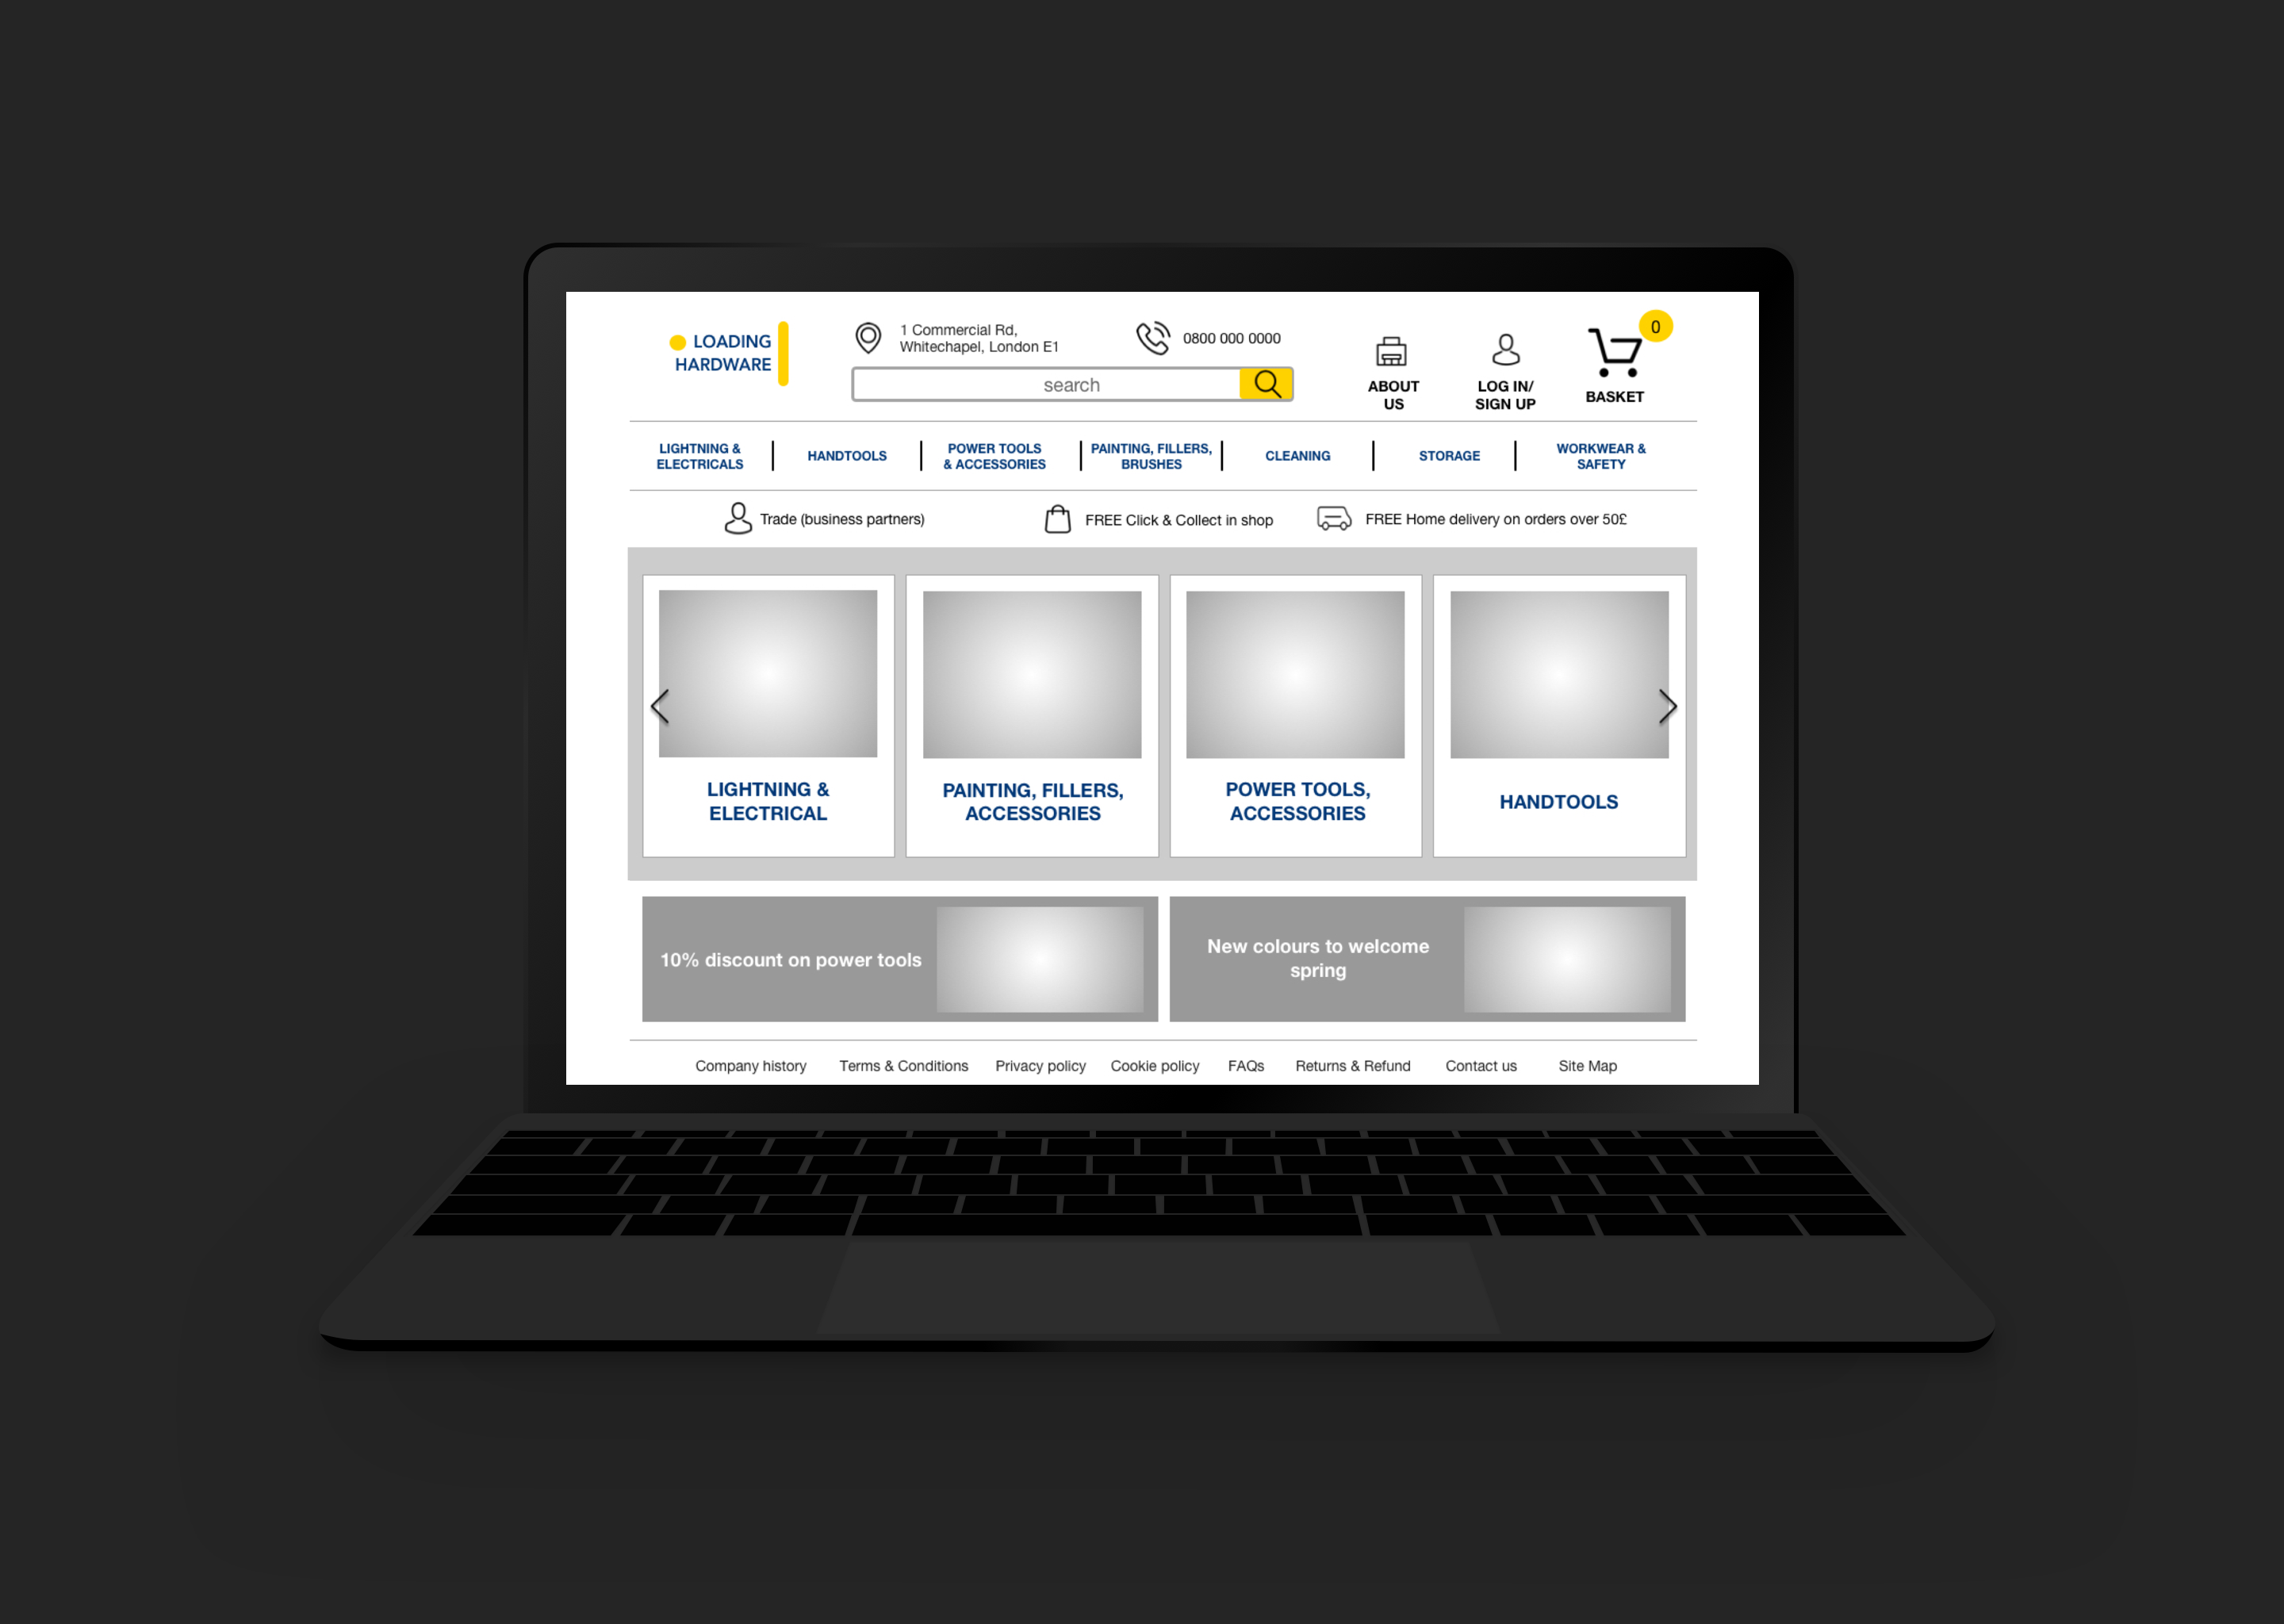 LOADING
HARDWARE
1 Commercial Rd,
Whitechapel, London E1
0800 000 0000
search
ABOUT
US
LOG IN/
SIGN UP
0
BASKET
LIGHTNING &
ELECTRICALS
HANDTOOLS
POWER TOOLS
& ACCESSORIES
PAINTING, FILLERS,
BRUSHES
CLEANING
STORAGE
WORKWEAR &
SAFETY
Trade (business partners)
FREE Click & Collect in shop
FREE Home delivery on orders over 50£
LIGHTNING &
ELECTRICAL
PAINTING, FILLERS,
ACCESSORIES
POWER TOOLS,
ACCESSORIES
HANDTOOLS
10% discount on power tools
New colours to welcome
spring
Company history
Terms & Conditions
Privacy policy
Cookie policy
FAQs
Returns & Refund
Contact us
Site Map